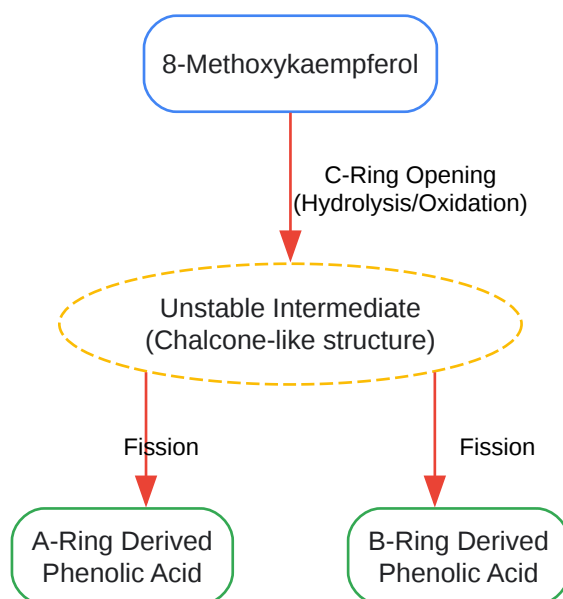 8-Methoxykaempferol
C-Ring Opening
(Hydrolysis/Oxidation)
Unstable Intermediate
(Chalcone-like structure)
Fission
Fission
A-Ring Derived
Phenolic Acid
B-Ring Derived
Phenolic Acid